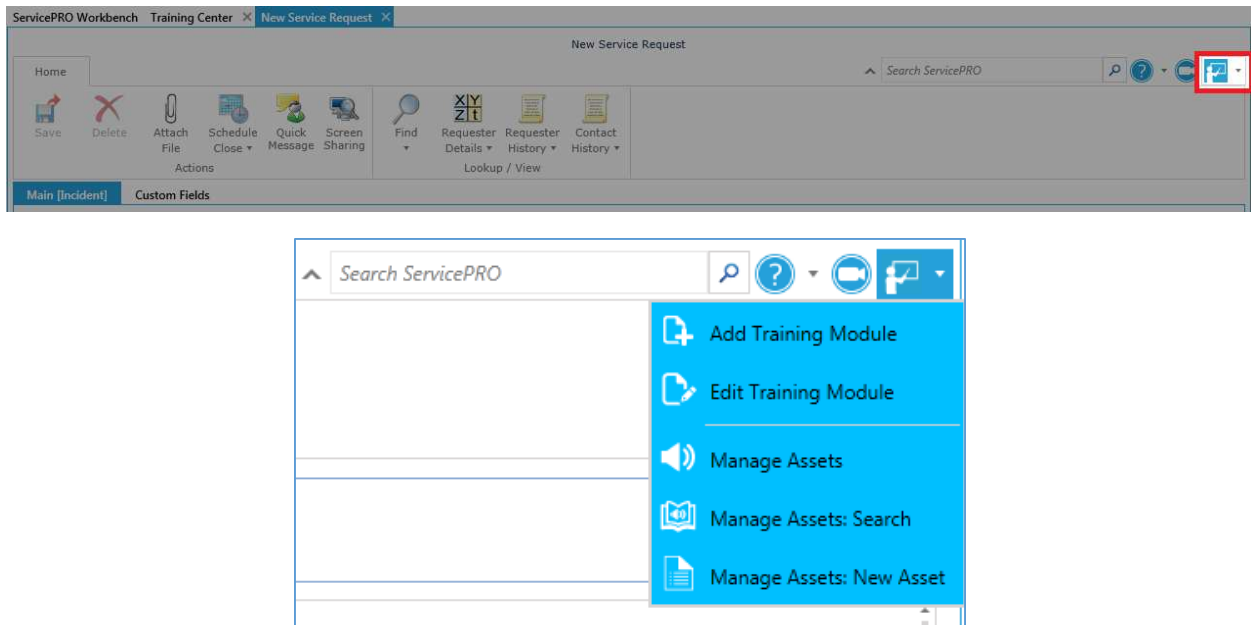 ServicePRO Workbench Training Center New Service Request
New Service Request
Home
Search ServicePRO
Save Delete Attach File Schedule Close Quick Message Screen Sharing Find Requester Details Requester History Contact History
Actions Lookup / View
Main [Incident] Custom Fields
Search ServicePRO
Add Training Module
Edit Training Module
Manage Assets
Manage Assets: Search
Manage Assets: New Asset